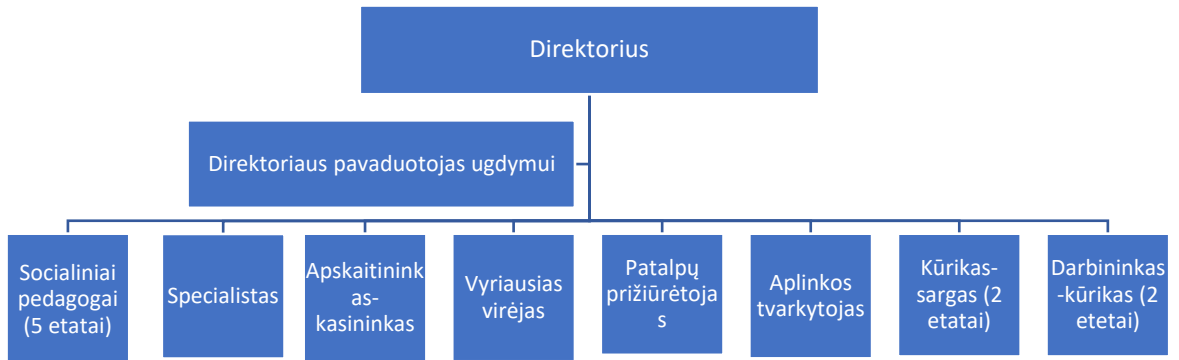 Direktorius
Direktoriaus pavaduotojas ugdymui
Socialiniai
pedagogai
(5 etatai)
Specialistas
Apskaitinink
as-
kasininkas
Vyriausias
virėjas
Patalpų
prižiūrėtoja
s
Aplinkos
tvarkytojas
Kūrikas-
sargas (2
etatai)
Darbininkas
-kūrikas (2
etetai)